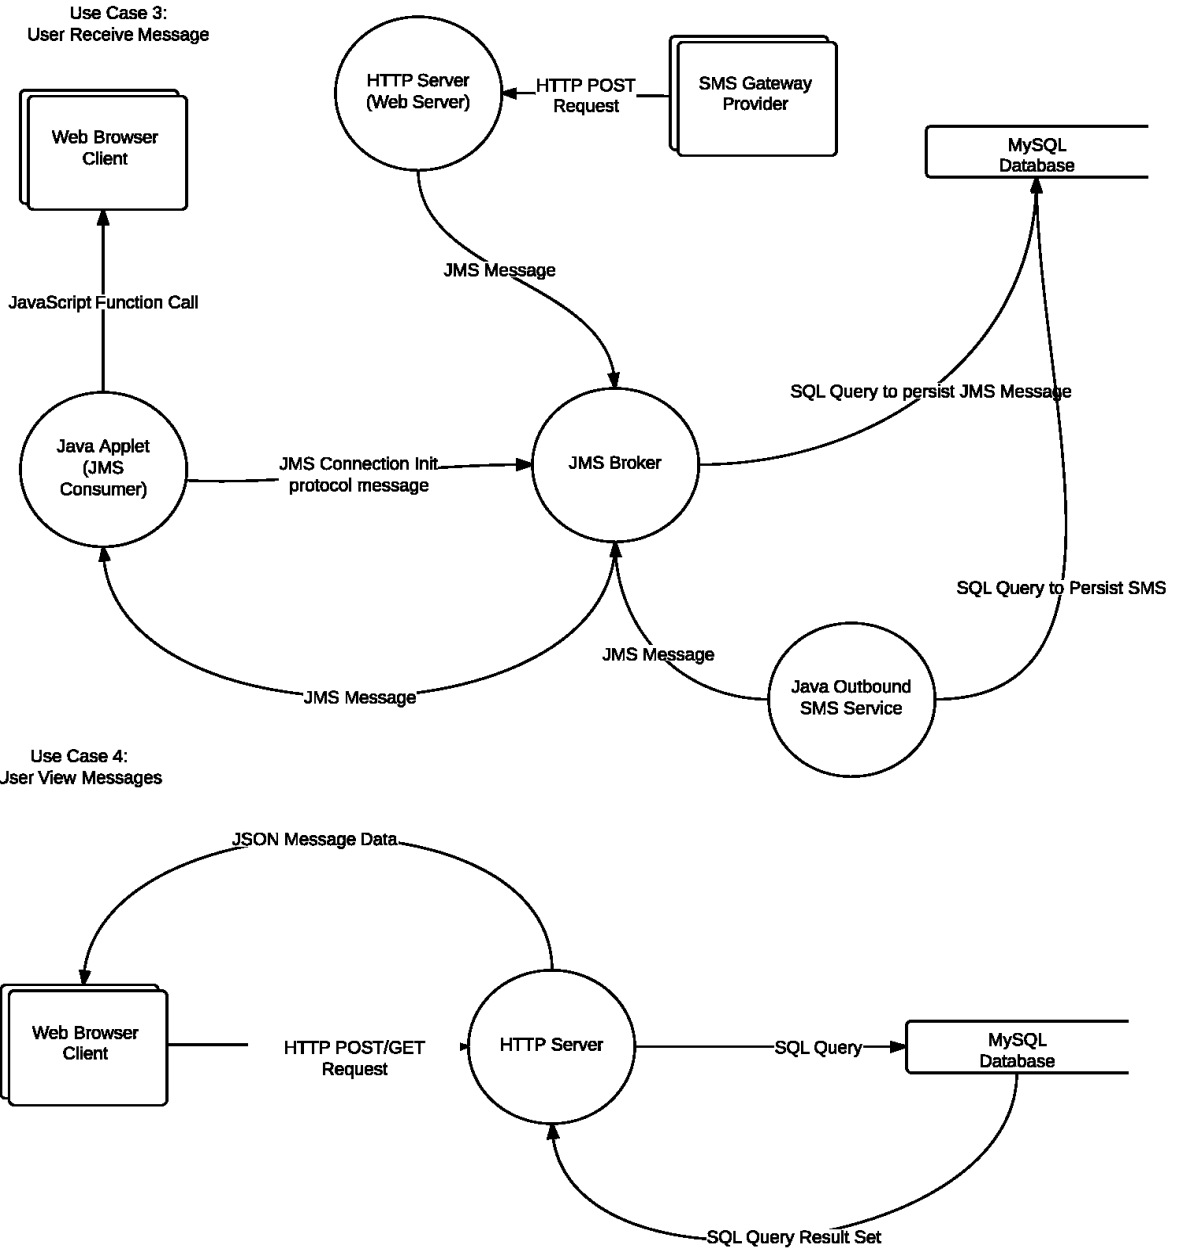 Use Case 3:
User Receive Message
HTTP Server
(Web Server)
HTTP POST
Request
SMS Gateway
Provider
Web Browser
Client
MySQL
Database
JMS Message
JavaScript Function Call
SQL Query to persist JMS Message
Java Applet
(JMS
Consumer)
JMS Connection Init
protocol message
JMS Broker
SQL Query to Persist SMS
JMS Message
Java Outbound
SMS Service
JMS Message
Use Case 4:
User View Messages
JSON Message Data
Web Browser
Client
HTTP POST/GET
Request
HTTP Server
SQL Query
MySQL
Database
SQL Query Result Set